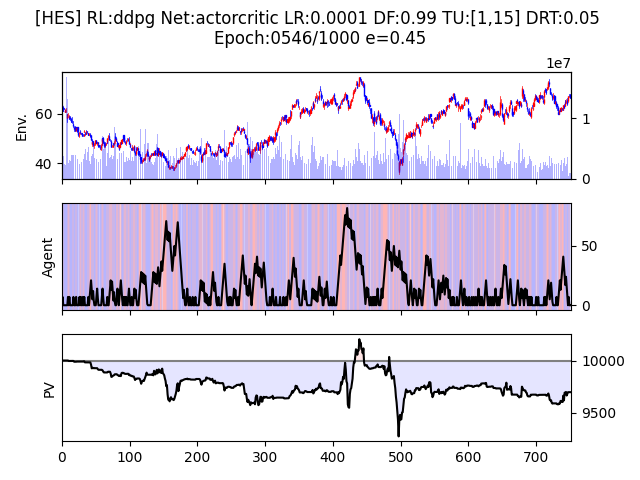 [HES] RL:ddpg Net:actorcritic LR:0.0001 DF:0.99 TU:[1,15] DRT:0.05
Epoch:0546/1000 e=0.45
1e7
Env.
60
40
1
0
Agent
50
0
PV
10000
9500
0 100 200 300 400 500 600 700